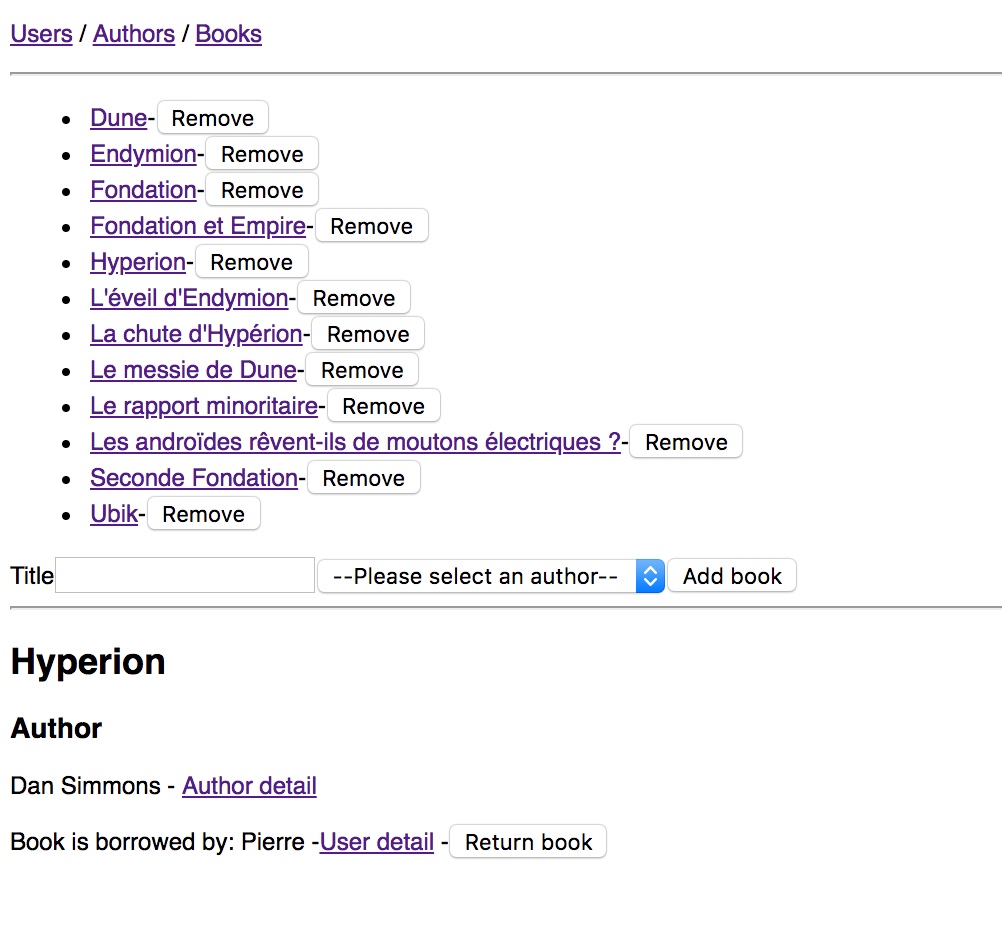 Users / Authors / Books
Dune- Remove
Endymion- Remove
Fondation- Remove
Fondation et Empire- Remove
Hyperion- Remove
L'éveil d'Endymion- Remove
La chute d'Hypérion- Remove
Le messie de Dune- Remove
Le rapport minoritaire- Remove
Les androïdes rêvent-ils de moutons électriques ?- Remove
Seconde Fondation- Remove
Ubik- Remove
Title --Please select an author-- Add book
Hyperion
Author
Dan Simmons - Author detail
Book is borrowed by: Pierre -User detail - Return book